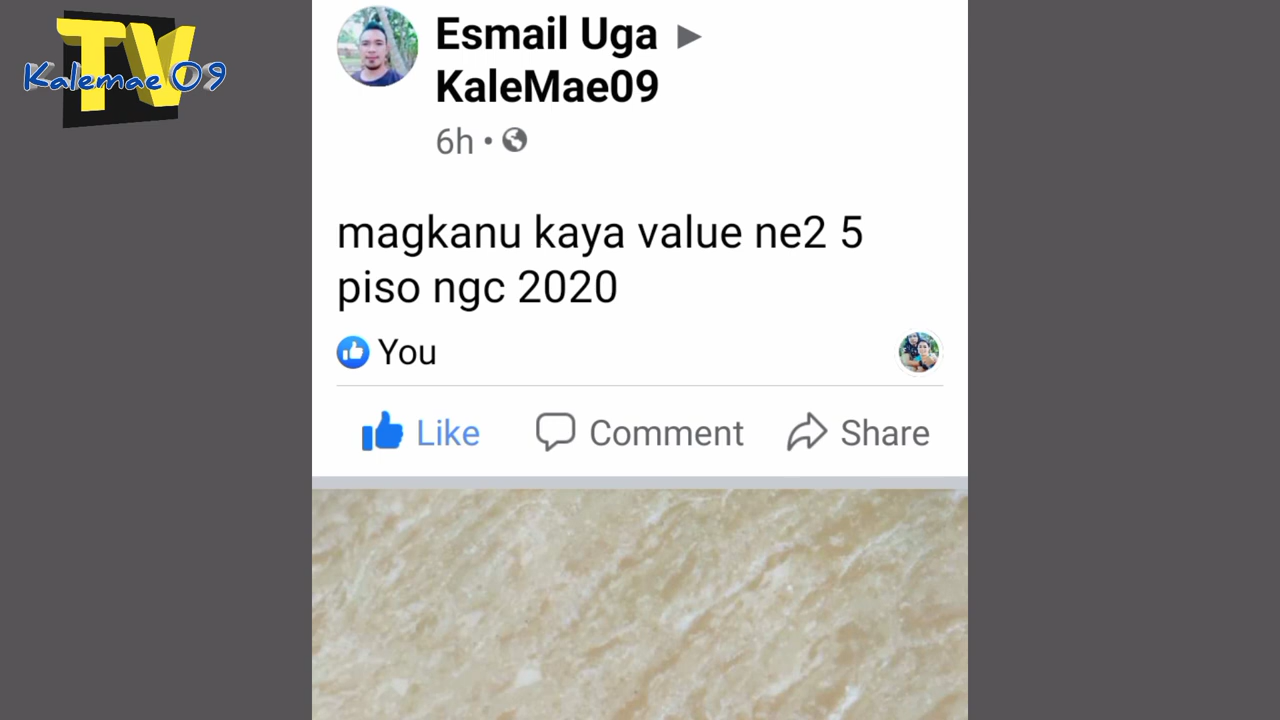 TV
Kalemae 09
Esmail Uga ▶
KaleMae09
6h •
magkanu kaya value ne2 5
piso ngc 2020
You
Like Comment Share